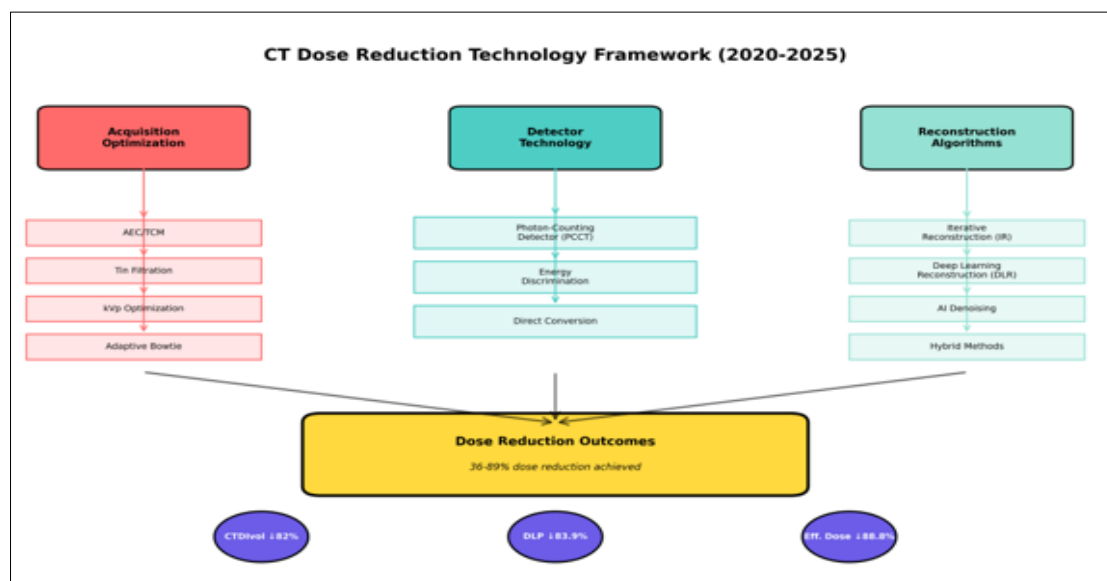 CT Dose Reduction Technology Framework (2020-2025)
Acquisition
Optimization
Detector
Technology
Reconstruction
Algorithms
AEC/TCM
Tin Filtration
kVp Optimization
Adaptive Bowtie
Photon-Counting
Detector (PCCT)
Energy
Discrimination
Direct Conversion
Iterative
Reconstruction (IR)
Deep Learning
Reconstruction (DLR)
AI Denoising
Hybrid Methods
Dose Reduction Outcomes
36-89% dose reduction achieved
CTDIvol ↓82%
DLP ↓83.9%
Eff. Dose ↓88.8%